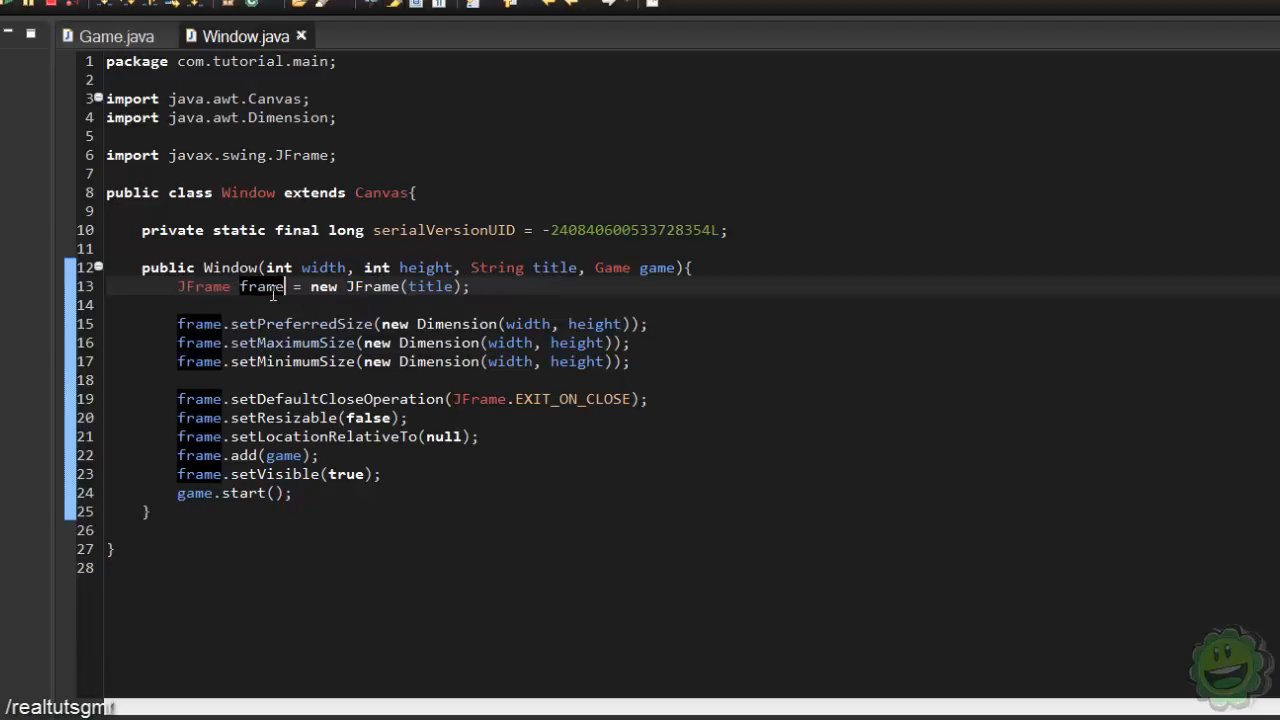 Game.java
Window.java
1 package com.tutorial.main;
2
3 import java.awt.Canvas;
4 import java.awt.Dimension;
5
6 import javax.swing.JFrame;
7
8 public class Window extends Canvas{
9
10 private static final long serialVersionUID = -240840600533728354L;
11
12 public Window(int width, int height, String title, Game game){
13 JFrame frame = new JFrame(title);
14
15 frame.setPreferredSize(new Dimension(width, height));
16 frame.setMaximumSize(new Dimension(width, height));
17 frame.setMinimumSize(new Dimension(width, height));
18
19 frame.setDefaultCloseOperation(JFrame.EXIT_ON_CLOSE);
20 frame.setResizable(false);
21 frame.setLocationRelativeTo(null);
22 frame.add(game);
23 frame.setVisible(true);
24 game.start();
25 }
26
27 }
28
/realtutsgm